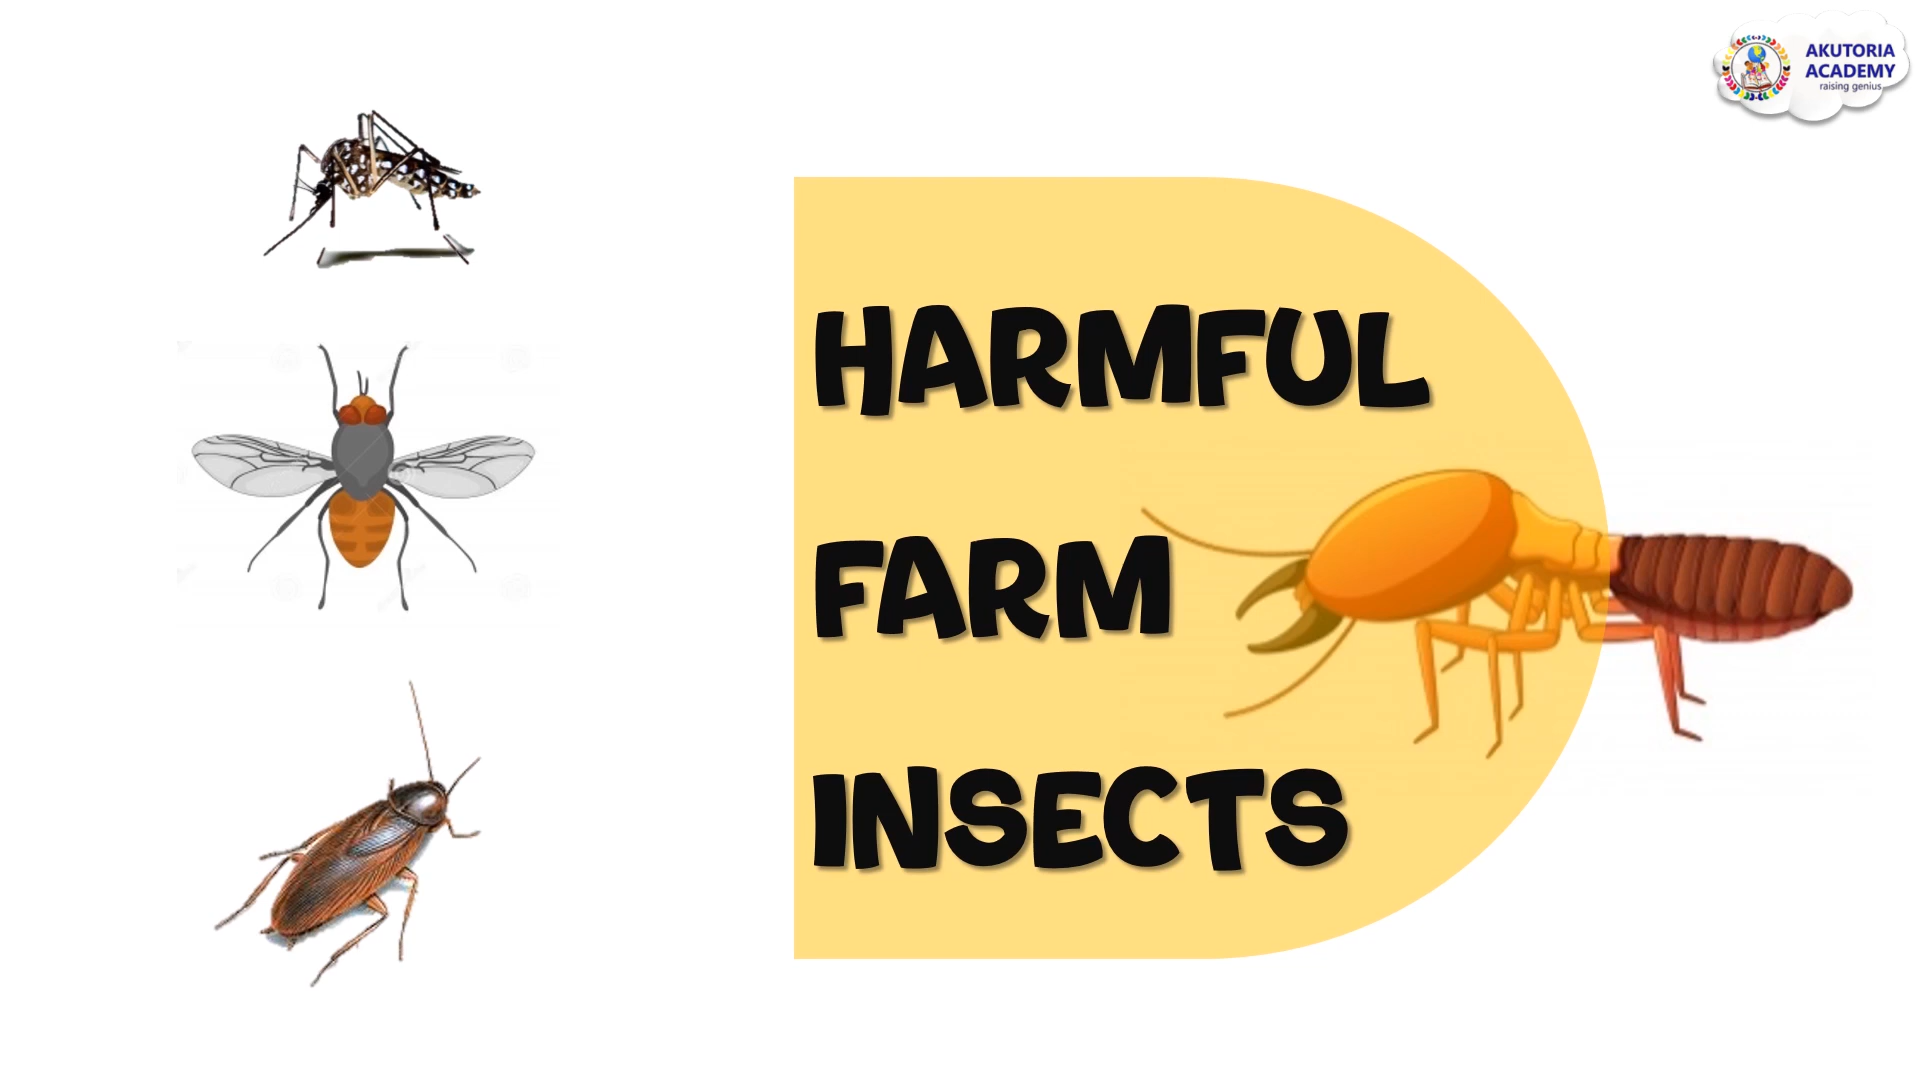 AKUTORIA
ACADEMY
raising genius
HARMFUL
FARM
INSECTS